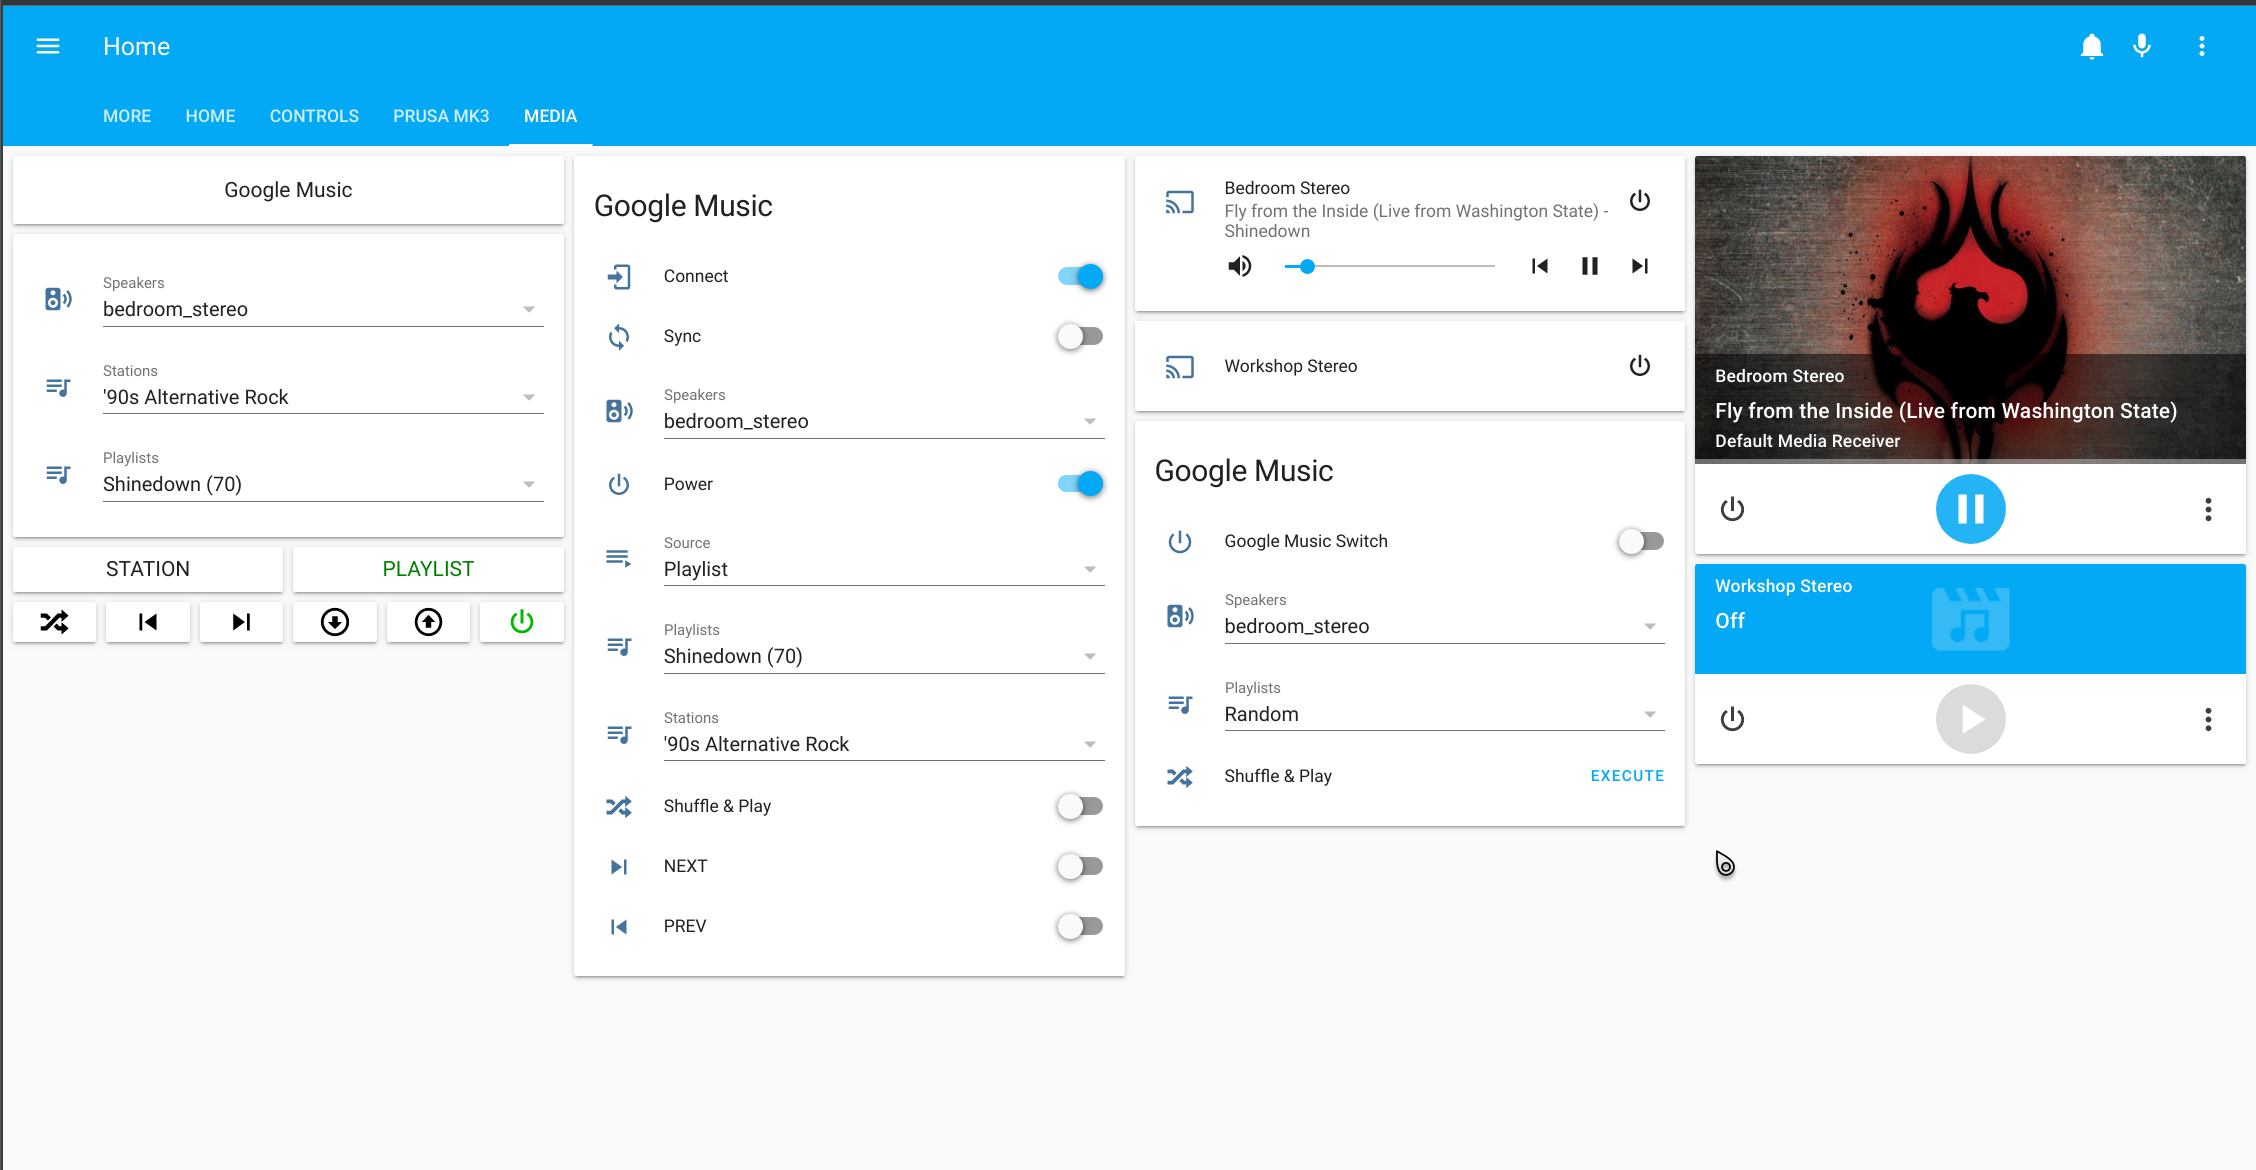 Home
MORE
HOME
CONTROLS
PRUSA MK3
MEDIA
Google Music
Speakers
bedroom_stereo
Stations
'90s Alternative Rock
Playlists
Shinedown (70)
STATION
PLAYLIST
Google Music
Connect
Sync
Speakers
bedroom_stereo
Power
Source
Playlist
Playlists
Shinedown (70)
Stations
'90s Alternative Rock
Shuffle & Play
NEXT
PREV
Bedroom Stereo
Fly from the Inside (Live from Washington State) -
Shinedown
Workshop Stereo
Google Music
Google Music Switch
Speakers
bedroom_stereo
Playlists
Random
Shuffle & Play
EXECUTE
Bedroom Stereo
Fly from the Inside (Live from Washington State)
Default Media Receiver
Workshop Stereo
Off